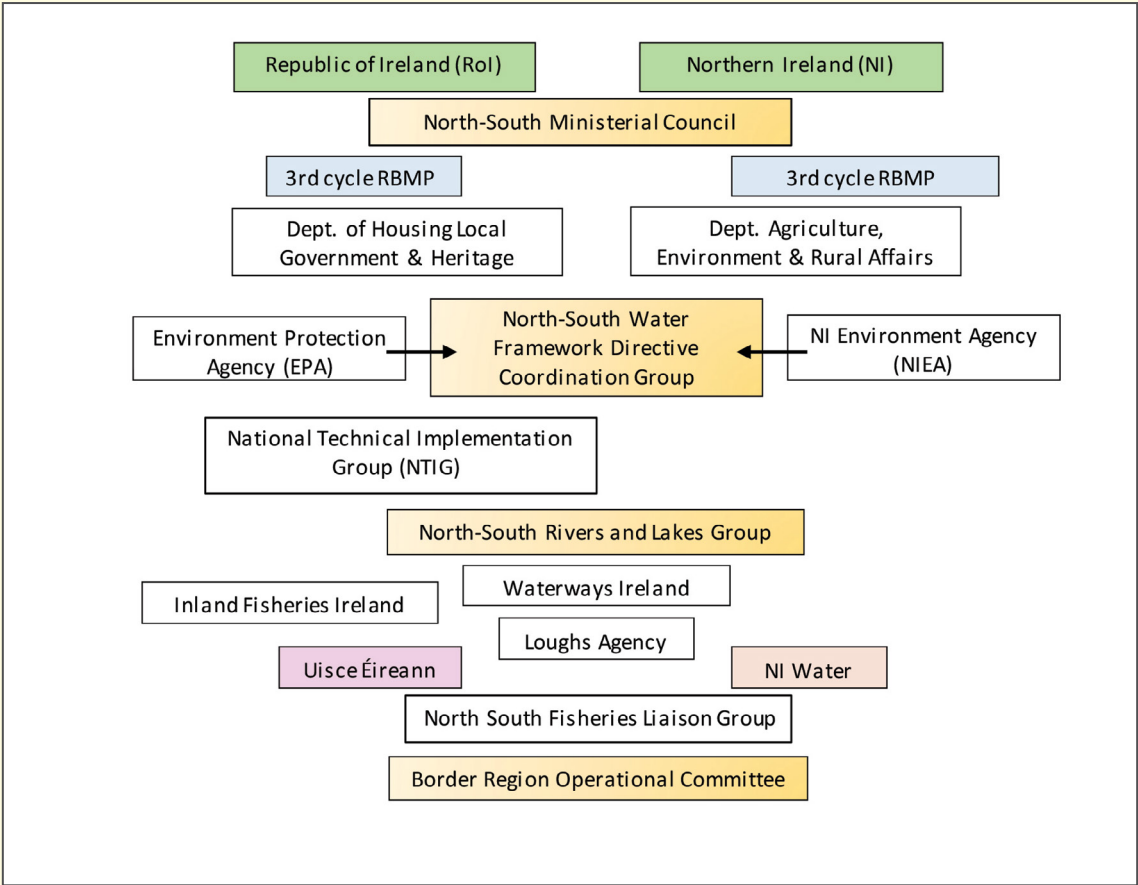 Republic of Ireland (RoI)
Northern Ireland (NI)
North-South Ministerial Council
3rd cycle RBMP
3rd cycle RBMP
Dept. of Housing Local
Government & Heritage
Dept. Agriculture,
Environment & Rural Affairs
Environment Protection
Agency (EPA)
North-South Water
Framework Directive
Coordination Group
NI Environment Agency
(NIEA)
National Technical Implementation
Group (NTIG)
North-South Rivers and Lakes Group
Inland Fisheries Ireland
Waterways Ireland
Loughs Agency
Uisce Éireann
NI Water
North South Fisheries Liaison Group
Border Region Operational Committee